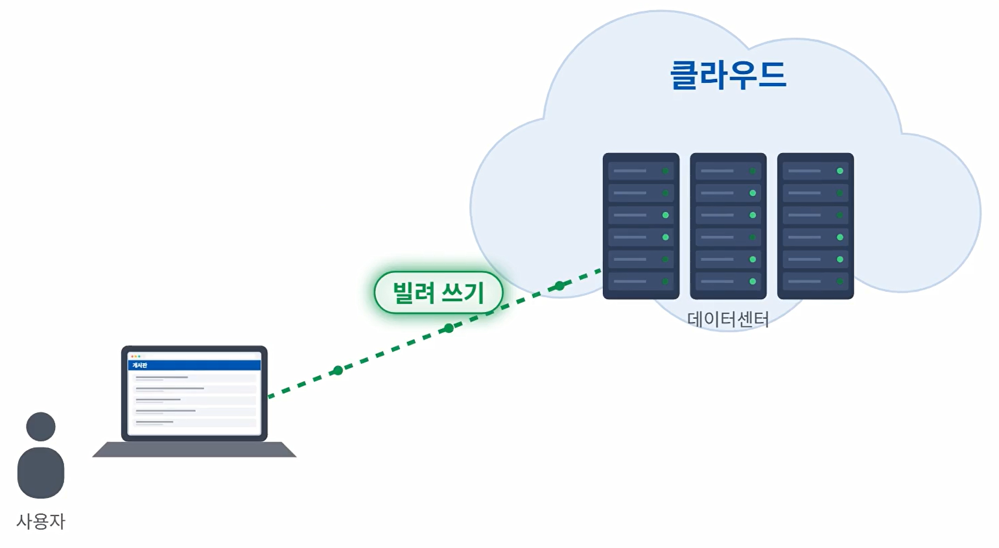 클라우드
빌려 쓰기
데이터센터
게시판
사용자